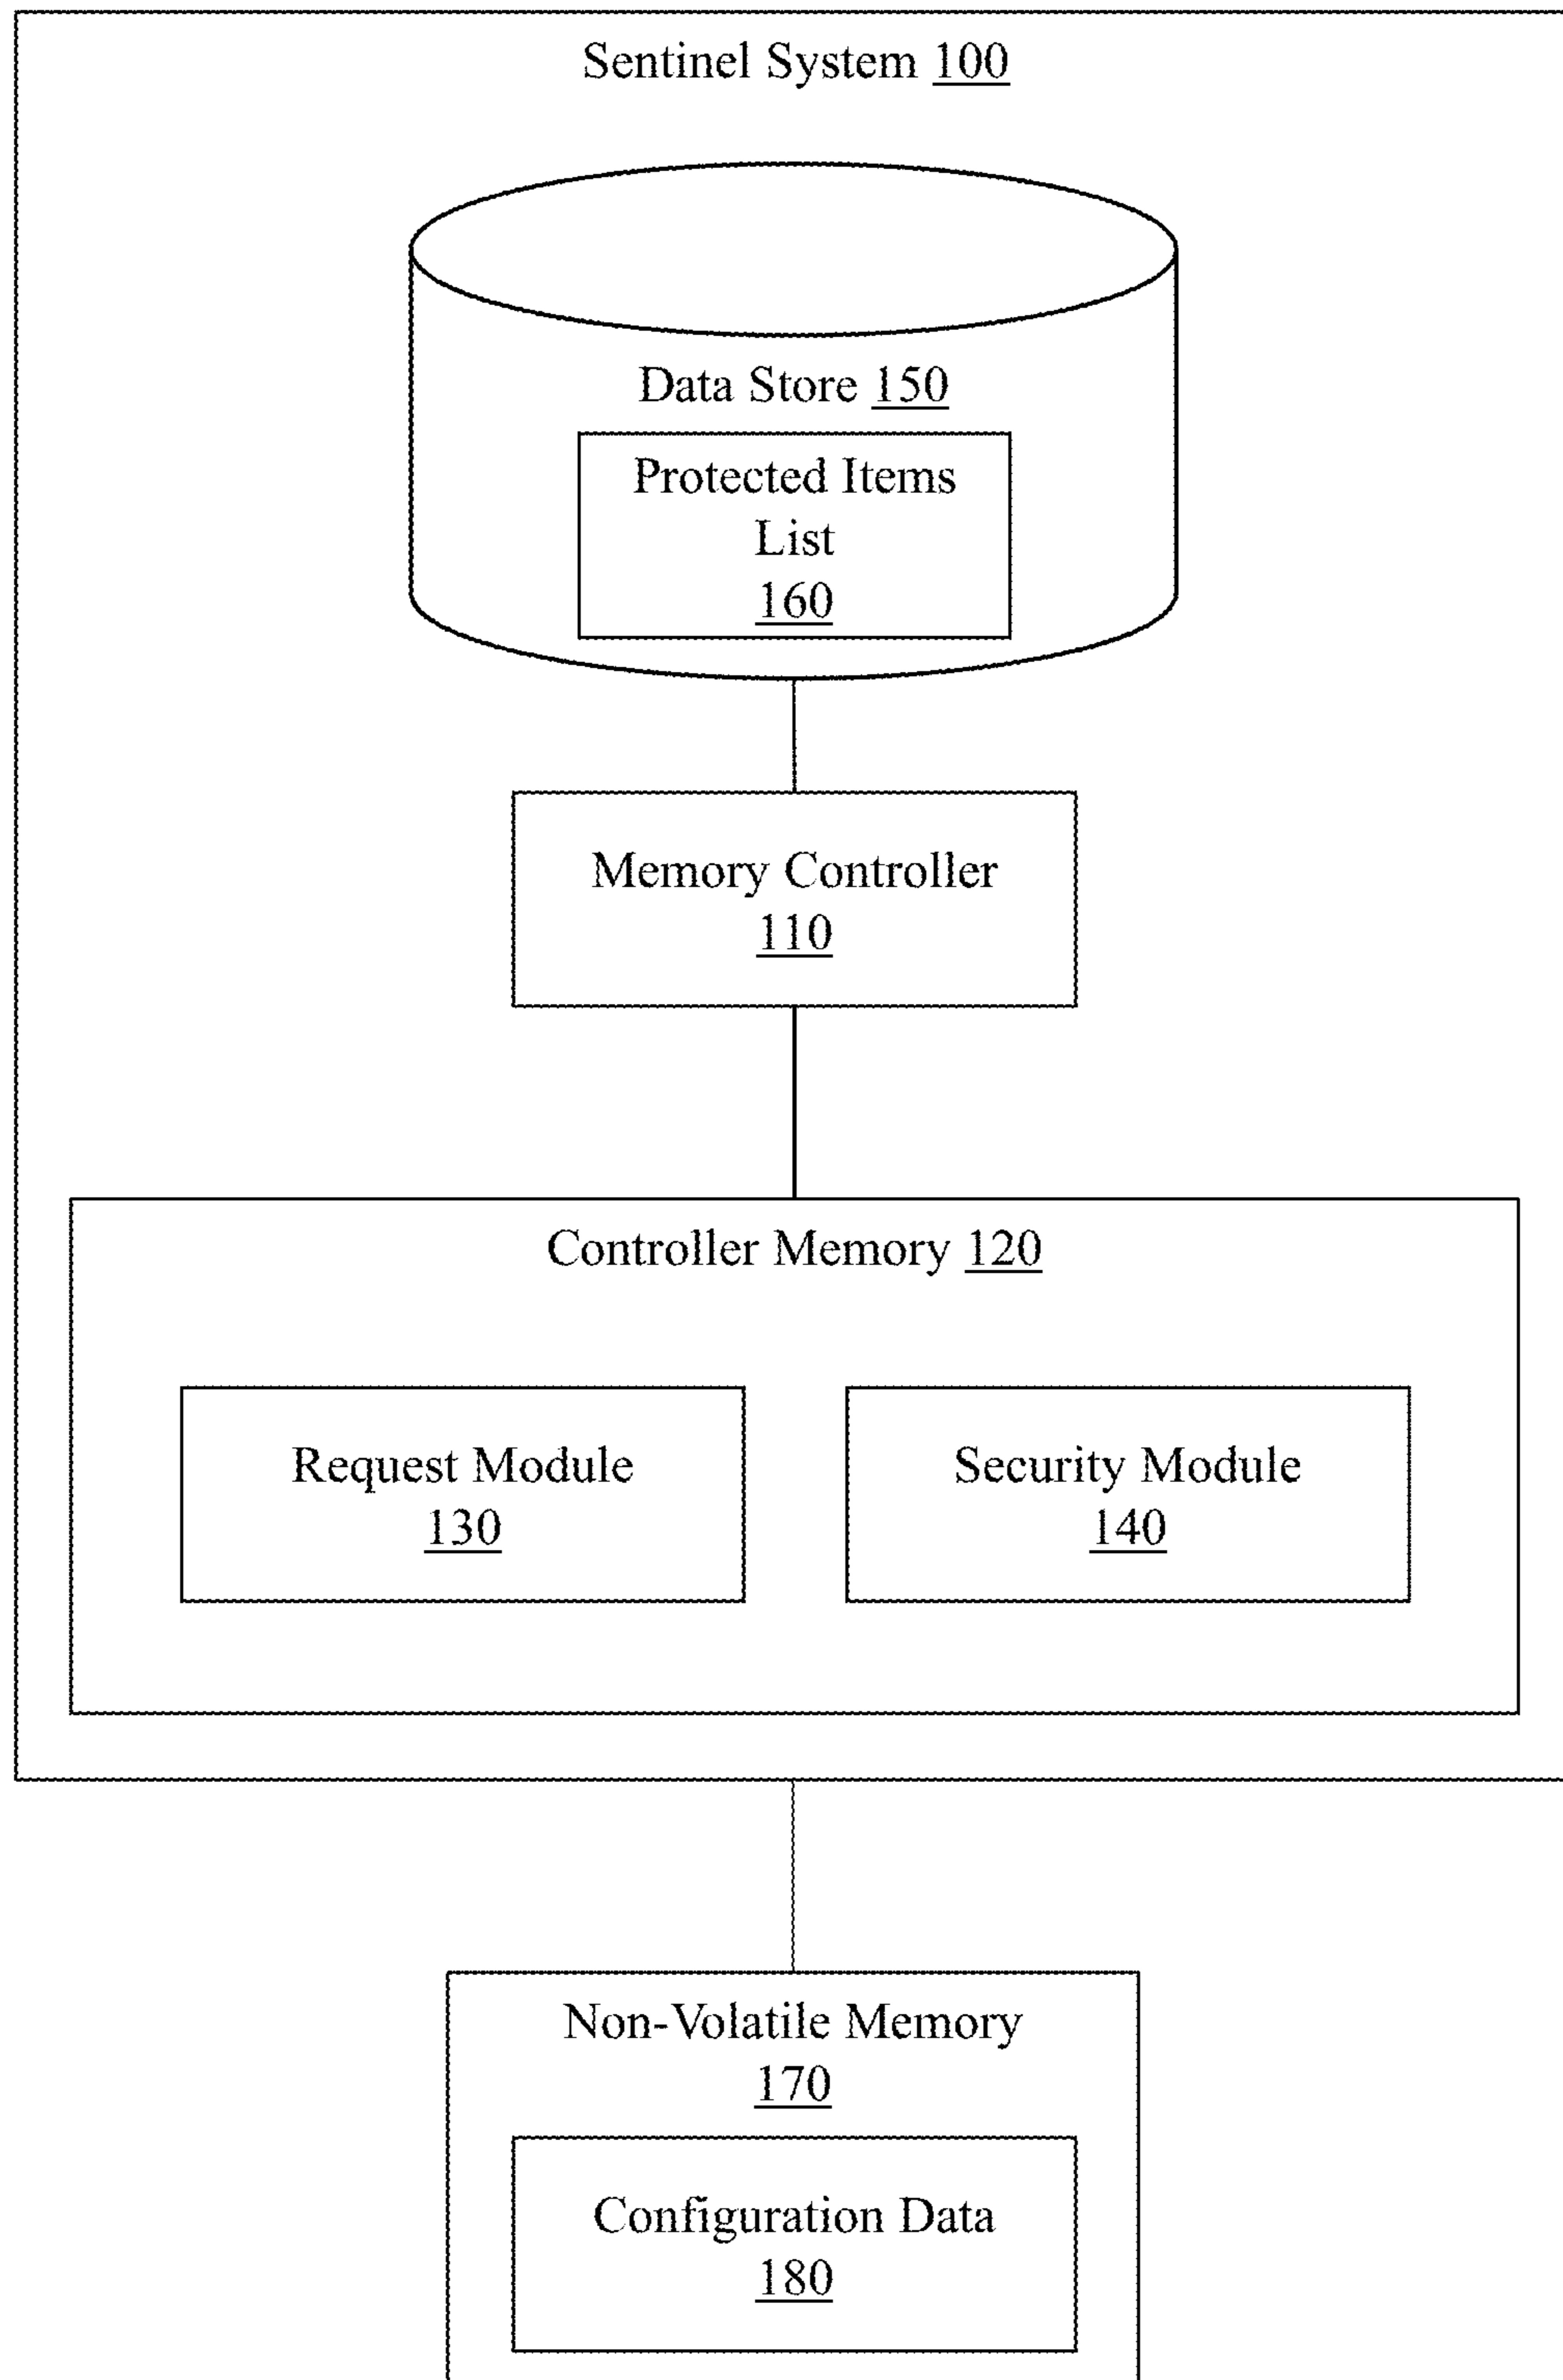 Sentinel System 100
Data Store 150
Protected Items
List
160
Memory Controller
110
Controller Memory 120
Request Module
130
Security Module
140
Non-Volatile Memory
170
Configuration Data
180